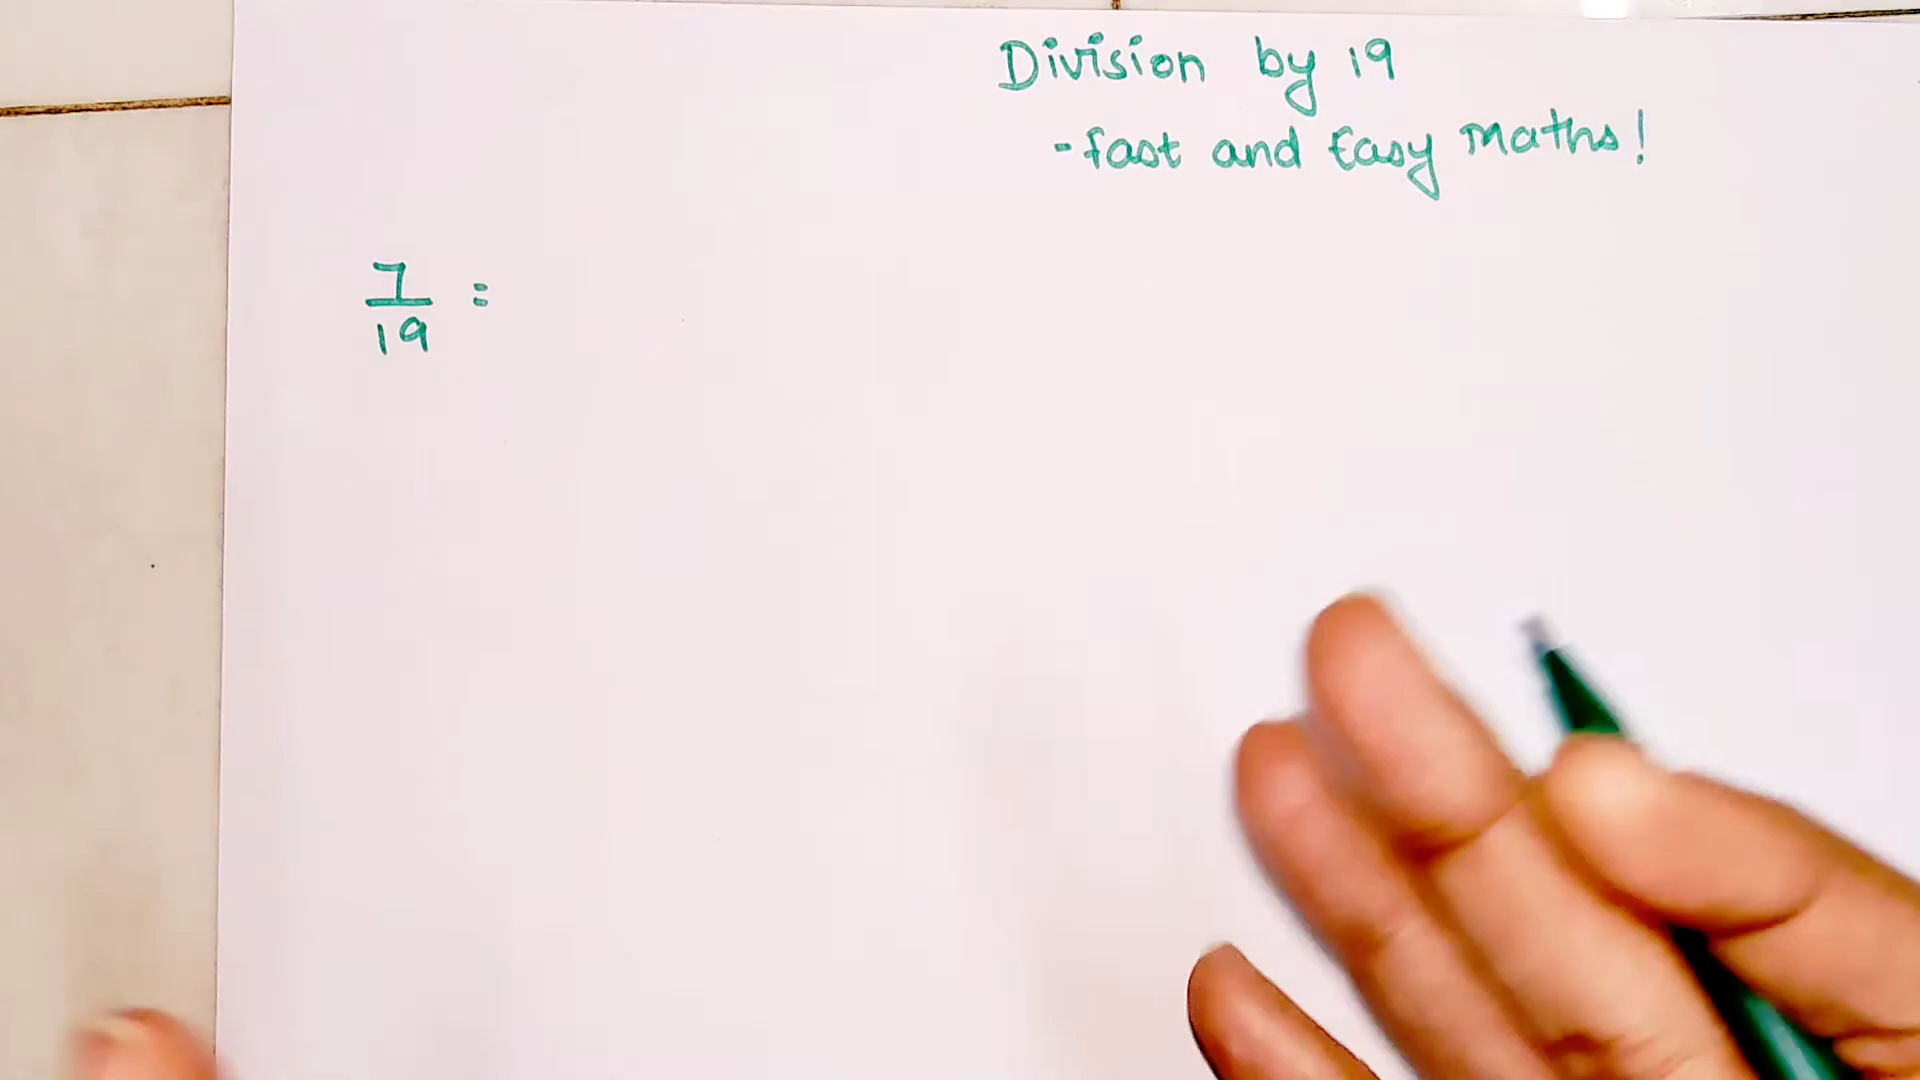 Division by 19
- fast and Easy Maths!
7
19 =